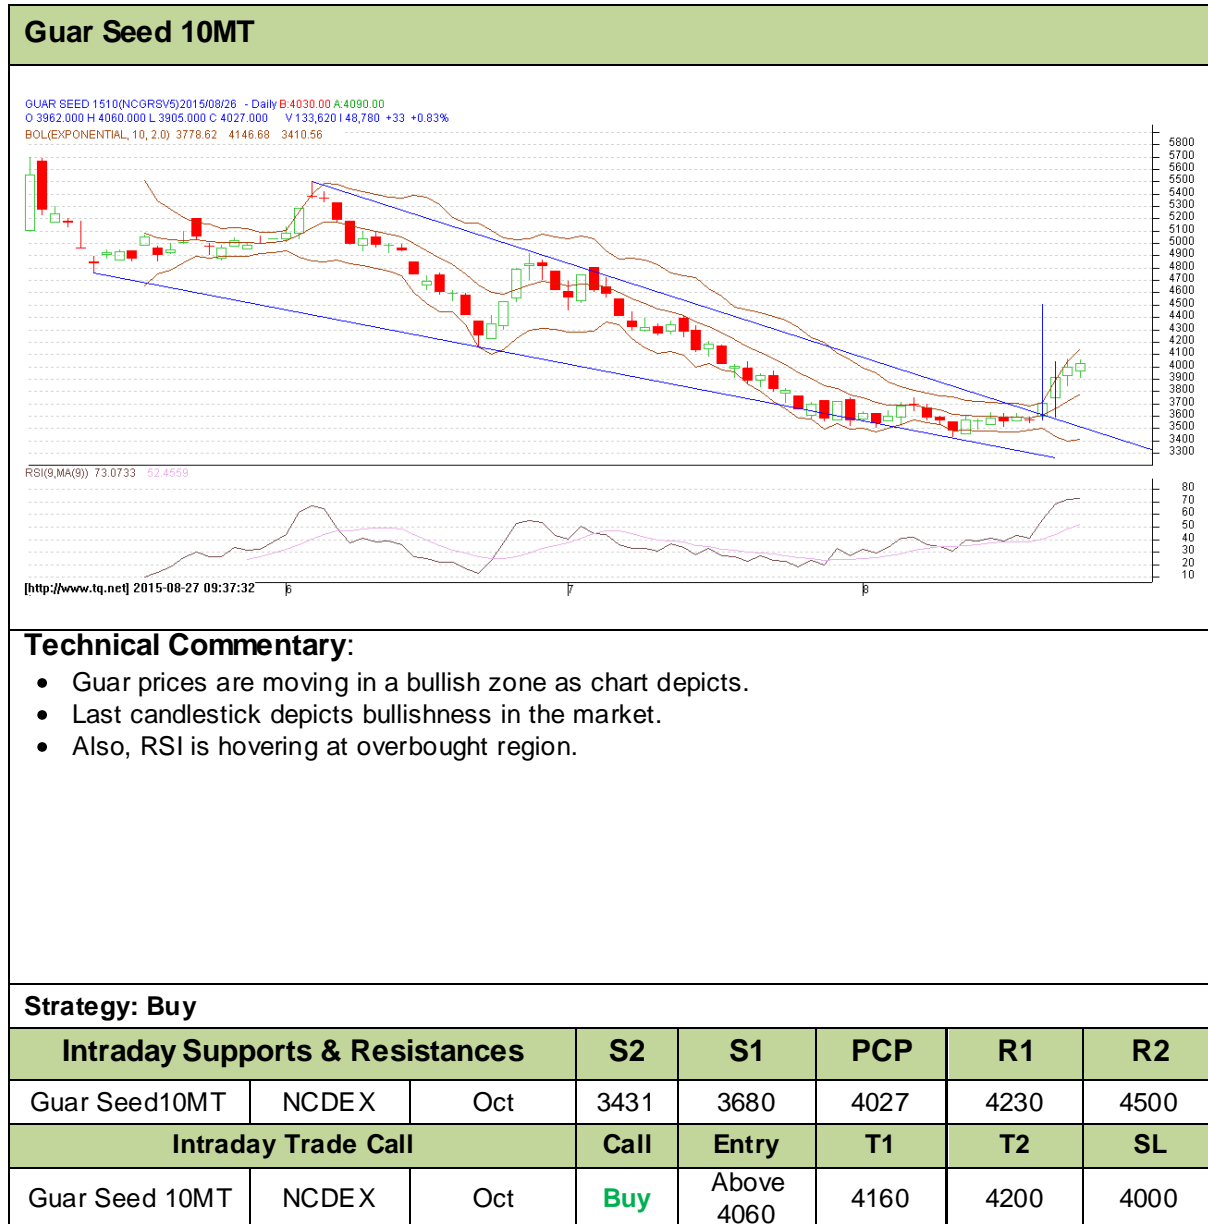 Guar Seed 10MT
GUAR SEED 1510(NCGRSV5)2015/08/26 - Daily B:4030.00 A:4090.00
O 3962.000 H 4060.000 L 3905.000 C 4027.000 V 133,620 I 48,780 +33 +0.83%
BOL(EXPONENTIAL, 10, 2.0) 3778.62 4146.68 3410.56
5800
5700
5600
5500
5400
5300
5200
5100
5000
4900
4800
4700
4600
4500
4400
4300
4200
4100
4000
3900
3800
3700
3600
3500
3400
3300
RSI(9,MA(9)) 73.0733 52.4559
80
70
60
50
40
30
20
10
[http://www.tq.net] 2015-08-27 09:37:32 6 7 8
Technical Commentary:
• Guar prices are moving in a bullish zone as chart depicts.
• Last candlestick depicts bullishness in the market.
• Also, RSI is hovering at overbought region.
Strategy: Buy
Intraday Supports & Resistances S2 S1 PCP R1 R2
Guar Seed10MT NCDEX Oct 3431 3680 4027 4230 4500
Intraday Trade Call Call Entry T1 T2 SL
Guar Seed 10MT NCDEX Oct Buy Above 4060 4160 4200 4000